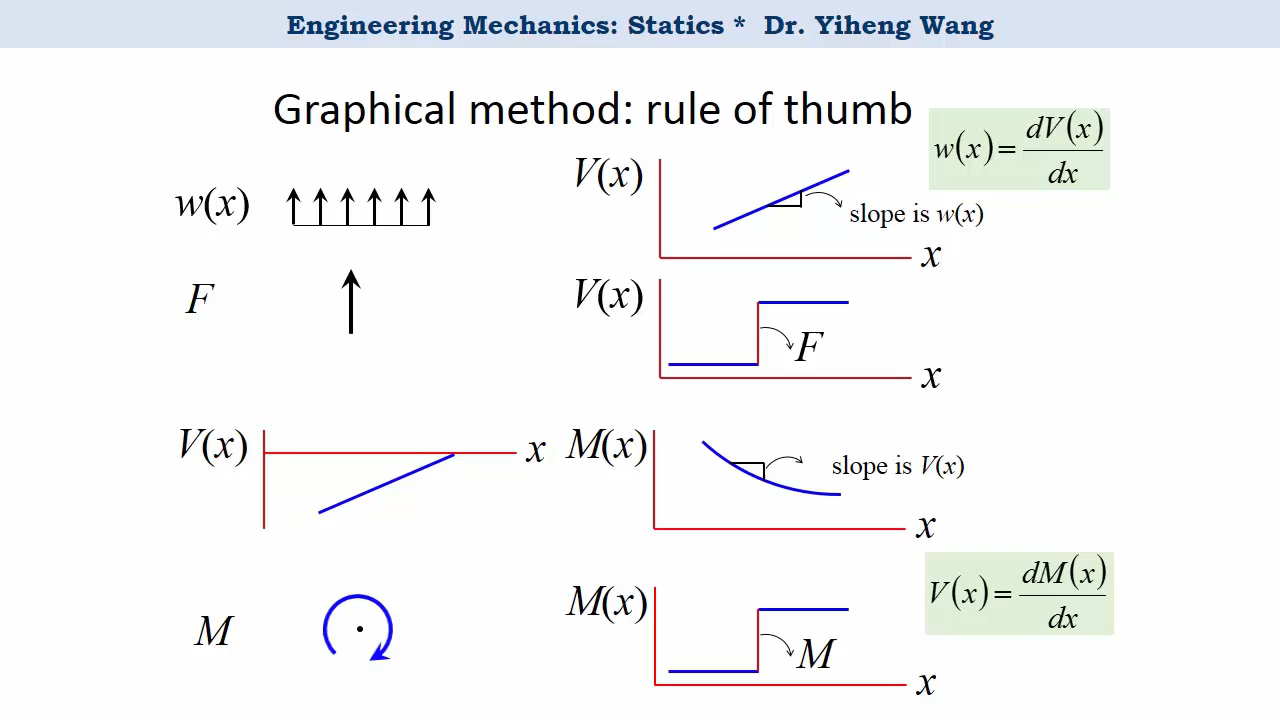 Engineering Mechanics: Statics * Dr. Yiheng Wang
Graphical method: rule of thumb
w(x) = dV(x)/dx
w(x)
V(x)
slope is w(x)
x
F
V(x)
F
x
V(x)
x
M(x)
slope is V(x)
x
V(x) = dM(x)/dx
M
M(x)
M
x